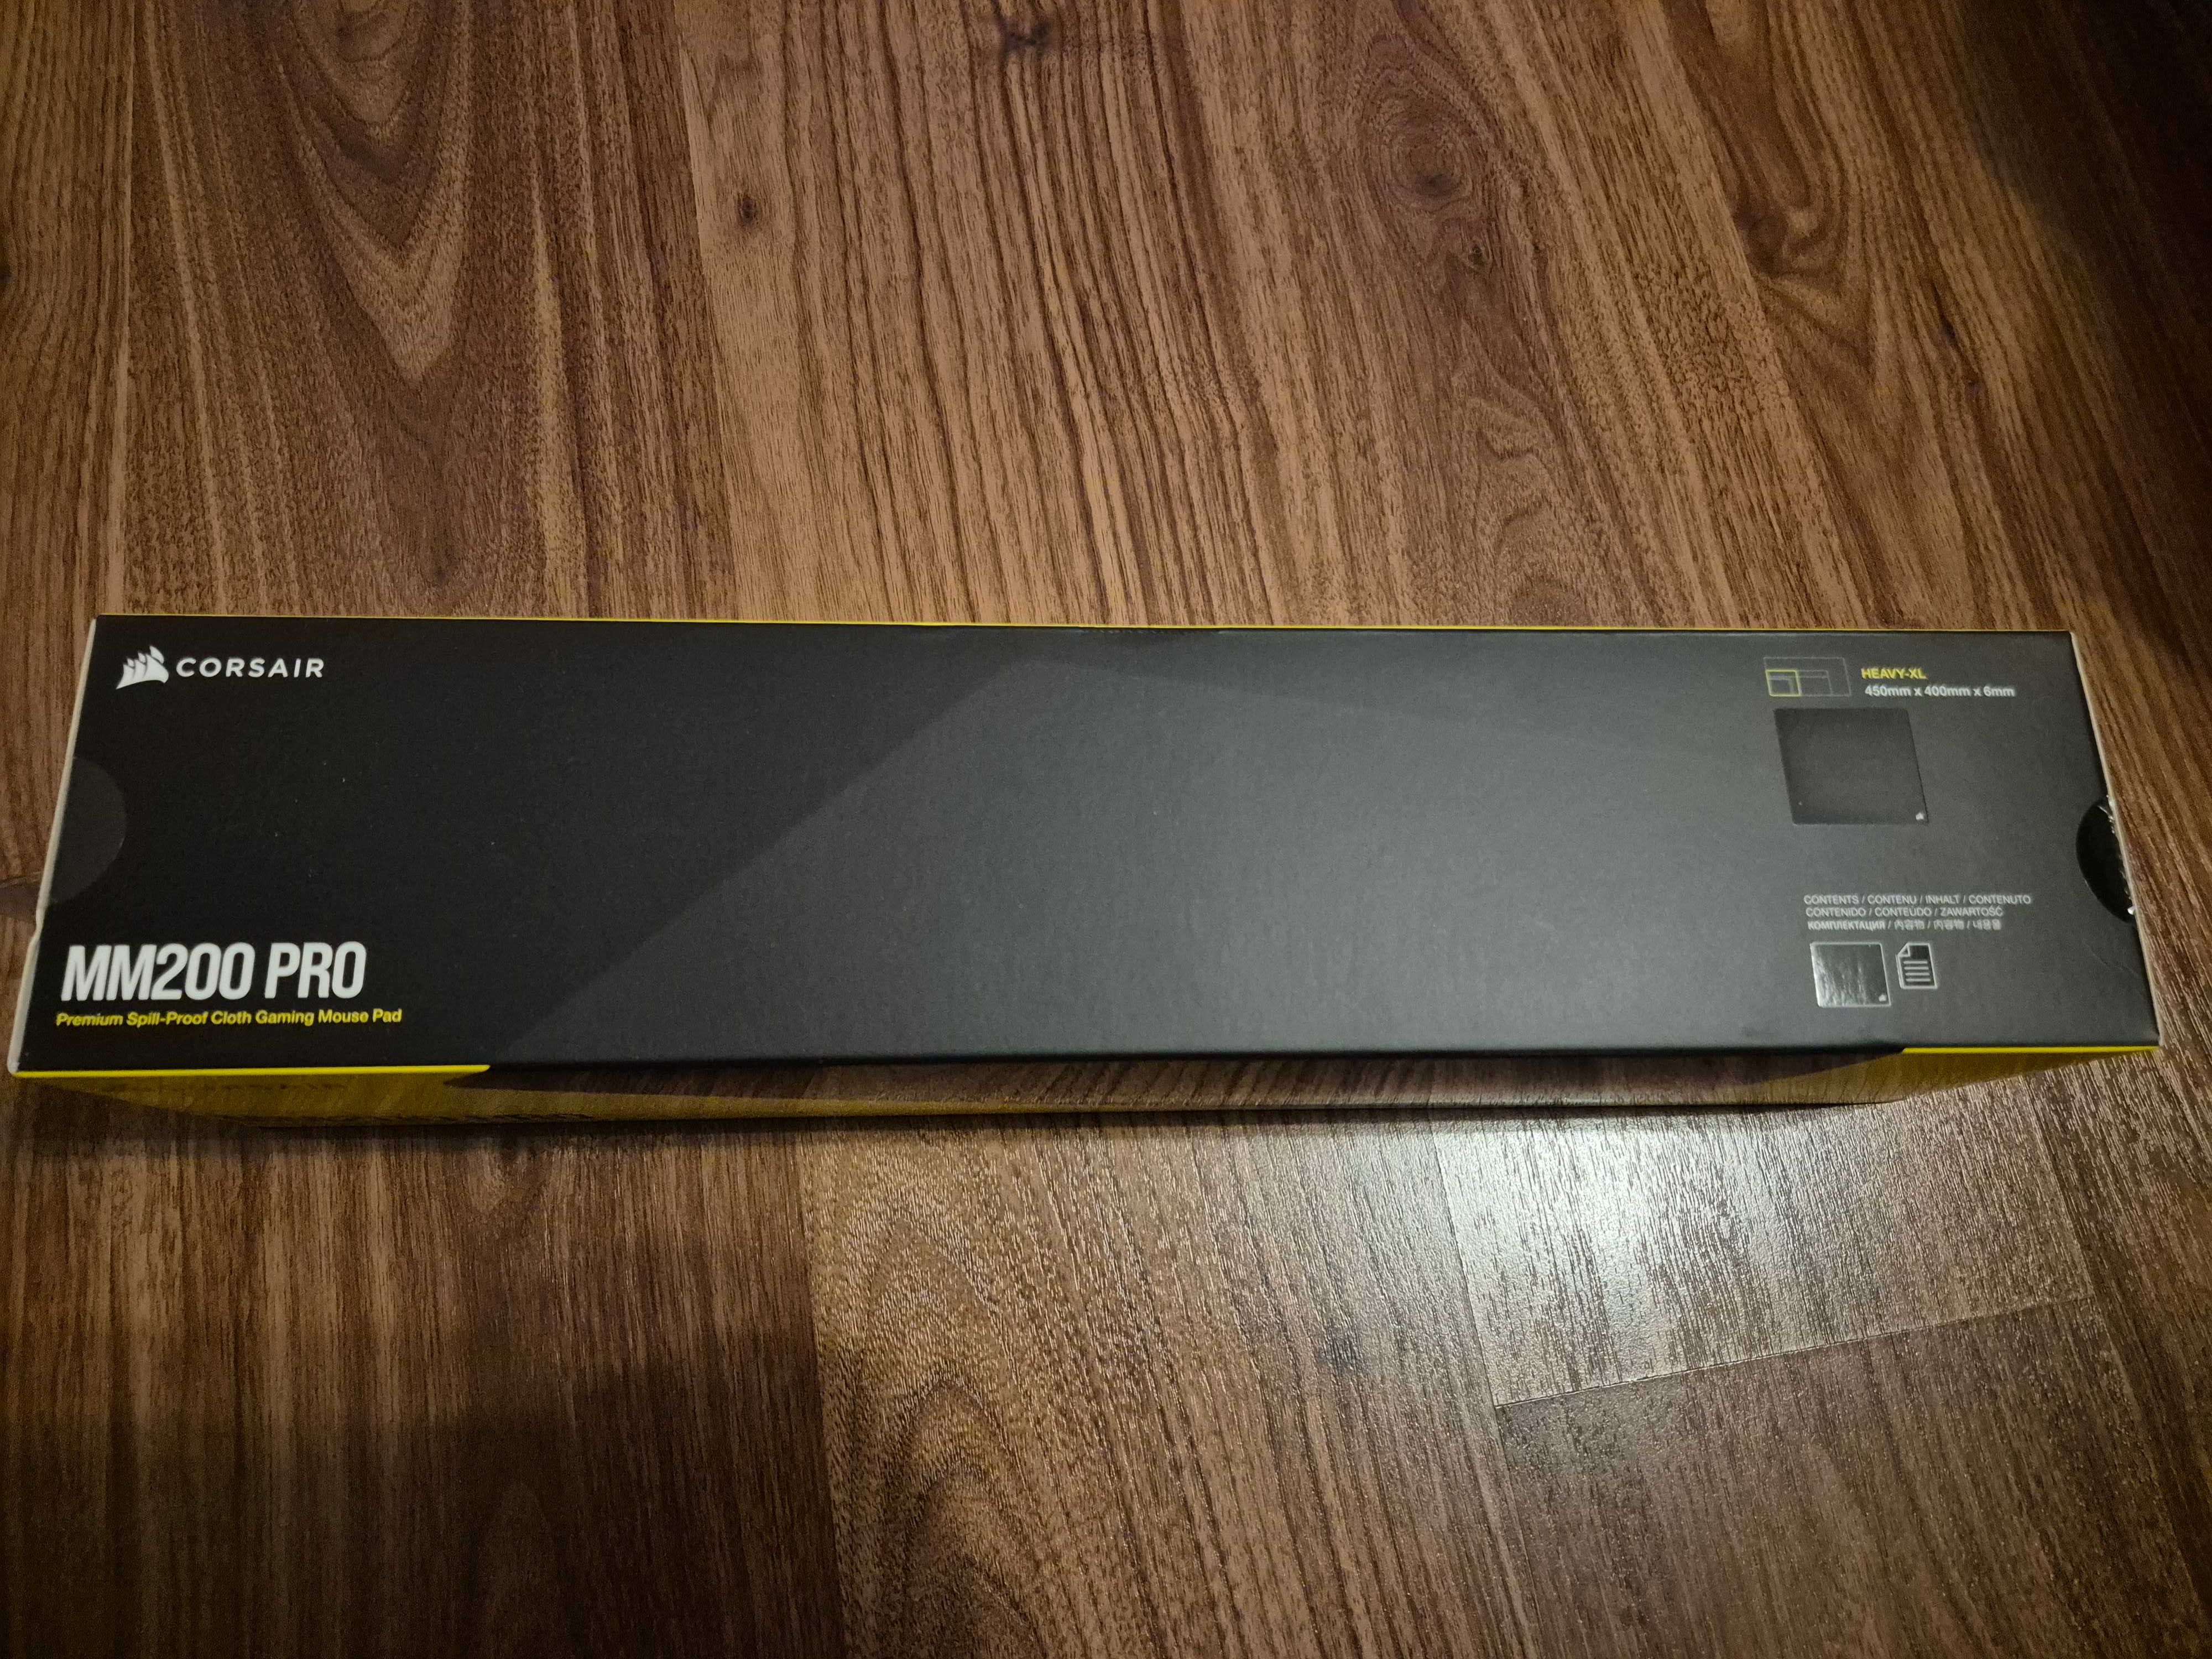 CORSAIR
MM200 PRO
Premium Spill-Proof Cloth Gaming Mouse Pad
HEAVY-XL
450mm x 400mm x 6mm
CONTENTS / CONTENU / INHALT / CONTENUTO
CONTENIDO / CONTEÚDO / ZAWARTOŚĆ
КОМПЛЕКТАЦИЯ / 内容物 / 内容物 / 내용물